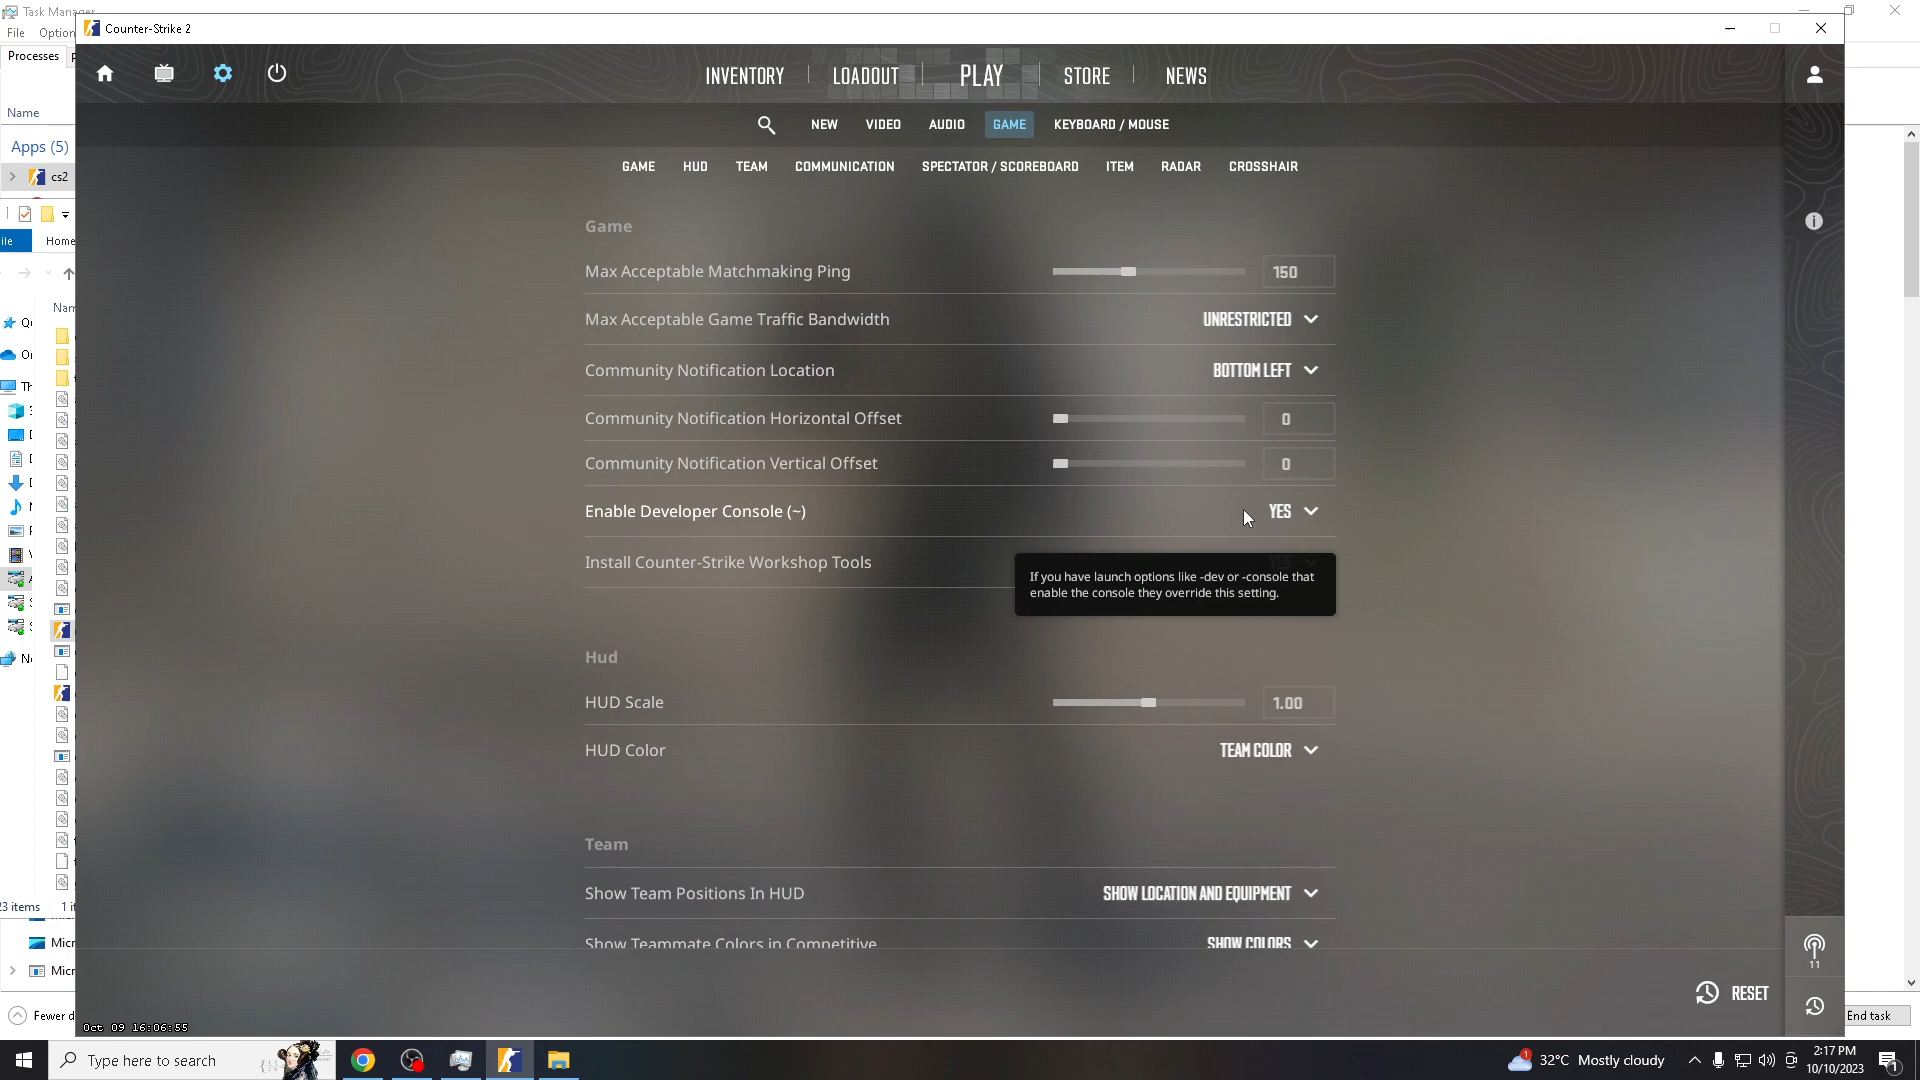 Task Manager
File Option
Processes
Name
Apps (5)
cs2
Home
Counter-Strike 2
INVENTORY
LOADOUT
PLAY
STORE
NEWS
NEW
VIDEO
AUDIO
GAME
KEYBOARD / MOUSE
GAME
HUD
TEAM
COMMUNICATION
SPECTATOR / SCOREBOARD
ITEM
RADAR
CROSSHAIR
Game
Max Acceptable Matchmaking Ping
150
Max Acceptable Game Traffic Bandwidth
UNRESTRICTED
Community Notification Location
BOTTOM LEFT
Community Notification Horizontal Offset
0
Community Notification Vertical Offset
0
Enable Developer Console (~)
YES
Install Counter-Strike Workshop Tools
If you have launch options like -dev or -console that
enable the console they override this setting.
Hud
HUD Scale
1.00
HUD Color
TEAM COLOR
Team
Show Team Positions In HUD
SHOW LOCATION AND EQUIPMENT
Show Teammate Colors in Competitive
SHOW COLORS
11
RESET
Oct 09 16:06:55
3 items 1 it
Micr
Micr
Fewer d
End task
Type here to search
1
32°C Mostly cloudy
2:17 PM
10/10/2023
1